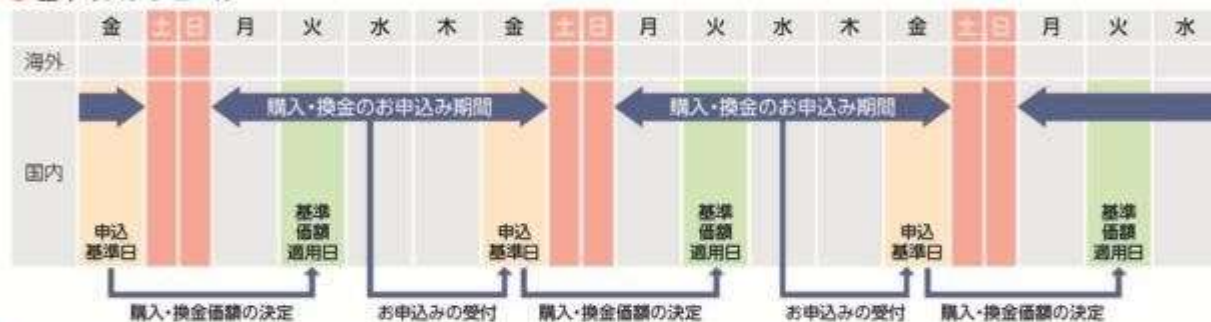 金 土 日 月 火 水 木 金 土 日 月 火 水 木 金 土 日 月 火 水
海外
購入・換金のお申込み期間 購入・換金のお申込み期間
国内
申込
基準日
基準
価額
適用日
申込
基準日
基準
価額
適用日
申込
基準日
基準
価額
適用日
購入・換金価額の決定 お申込みの受付 購入・換金価額の決定 お申込みの受付 購入・換金価額の決定